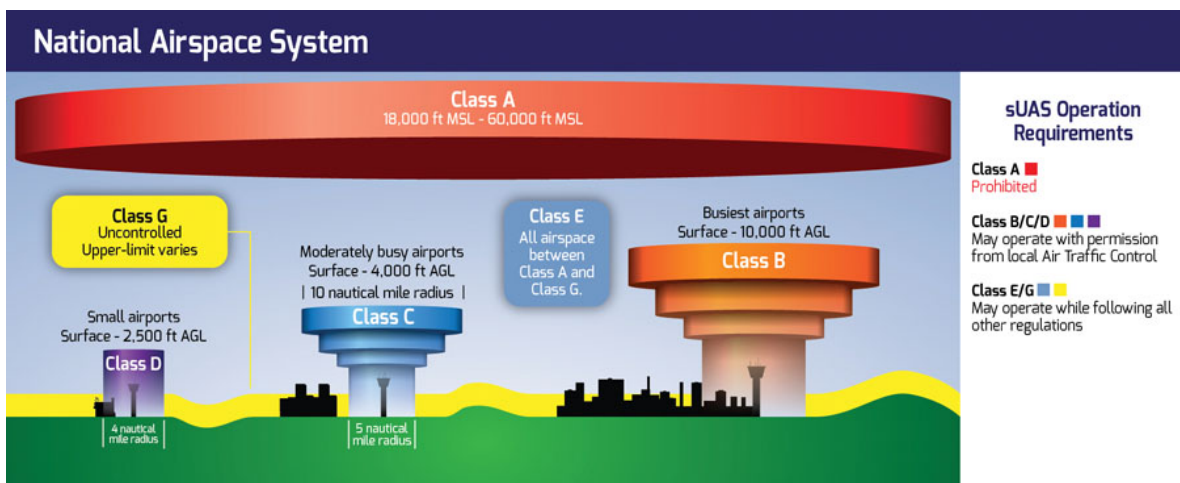 National Airspace System
Class A
18,000 ft MSL - 60,000 ft MSL
Class G
Uncontrolled
Upper-limit varies
Small airports
Surface - 2,500 ft AGL
Class D
4 nautical
mile radius
Moderately busy airports
Surface - 4,000 ft AGL
| 10 nautical mile radius |
Class C
5 nautical
mile radius
Class E
All airspace
between
Class A and
Class G.
Busiest airports
Surface - 10,000 ft AGL
Class B
sUAS Operation
Requirements
Class A
Prohibited
Class B/C/D
May operate with permission
from local Air Traffic Control
Class E/G
May operate while following all
other regulations